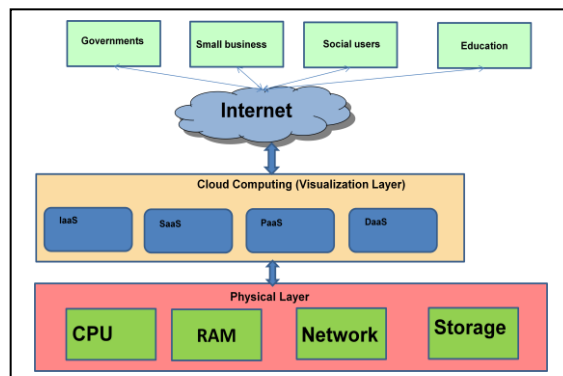 Governments
Small business
Social users
Education
Internet
Cloud Computing (Visualization Layer)
IaaS
SaaS
PaaS
DaaS
Physical Layer
CPU
RAM
Network
Storage